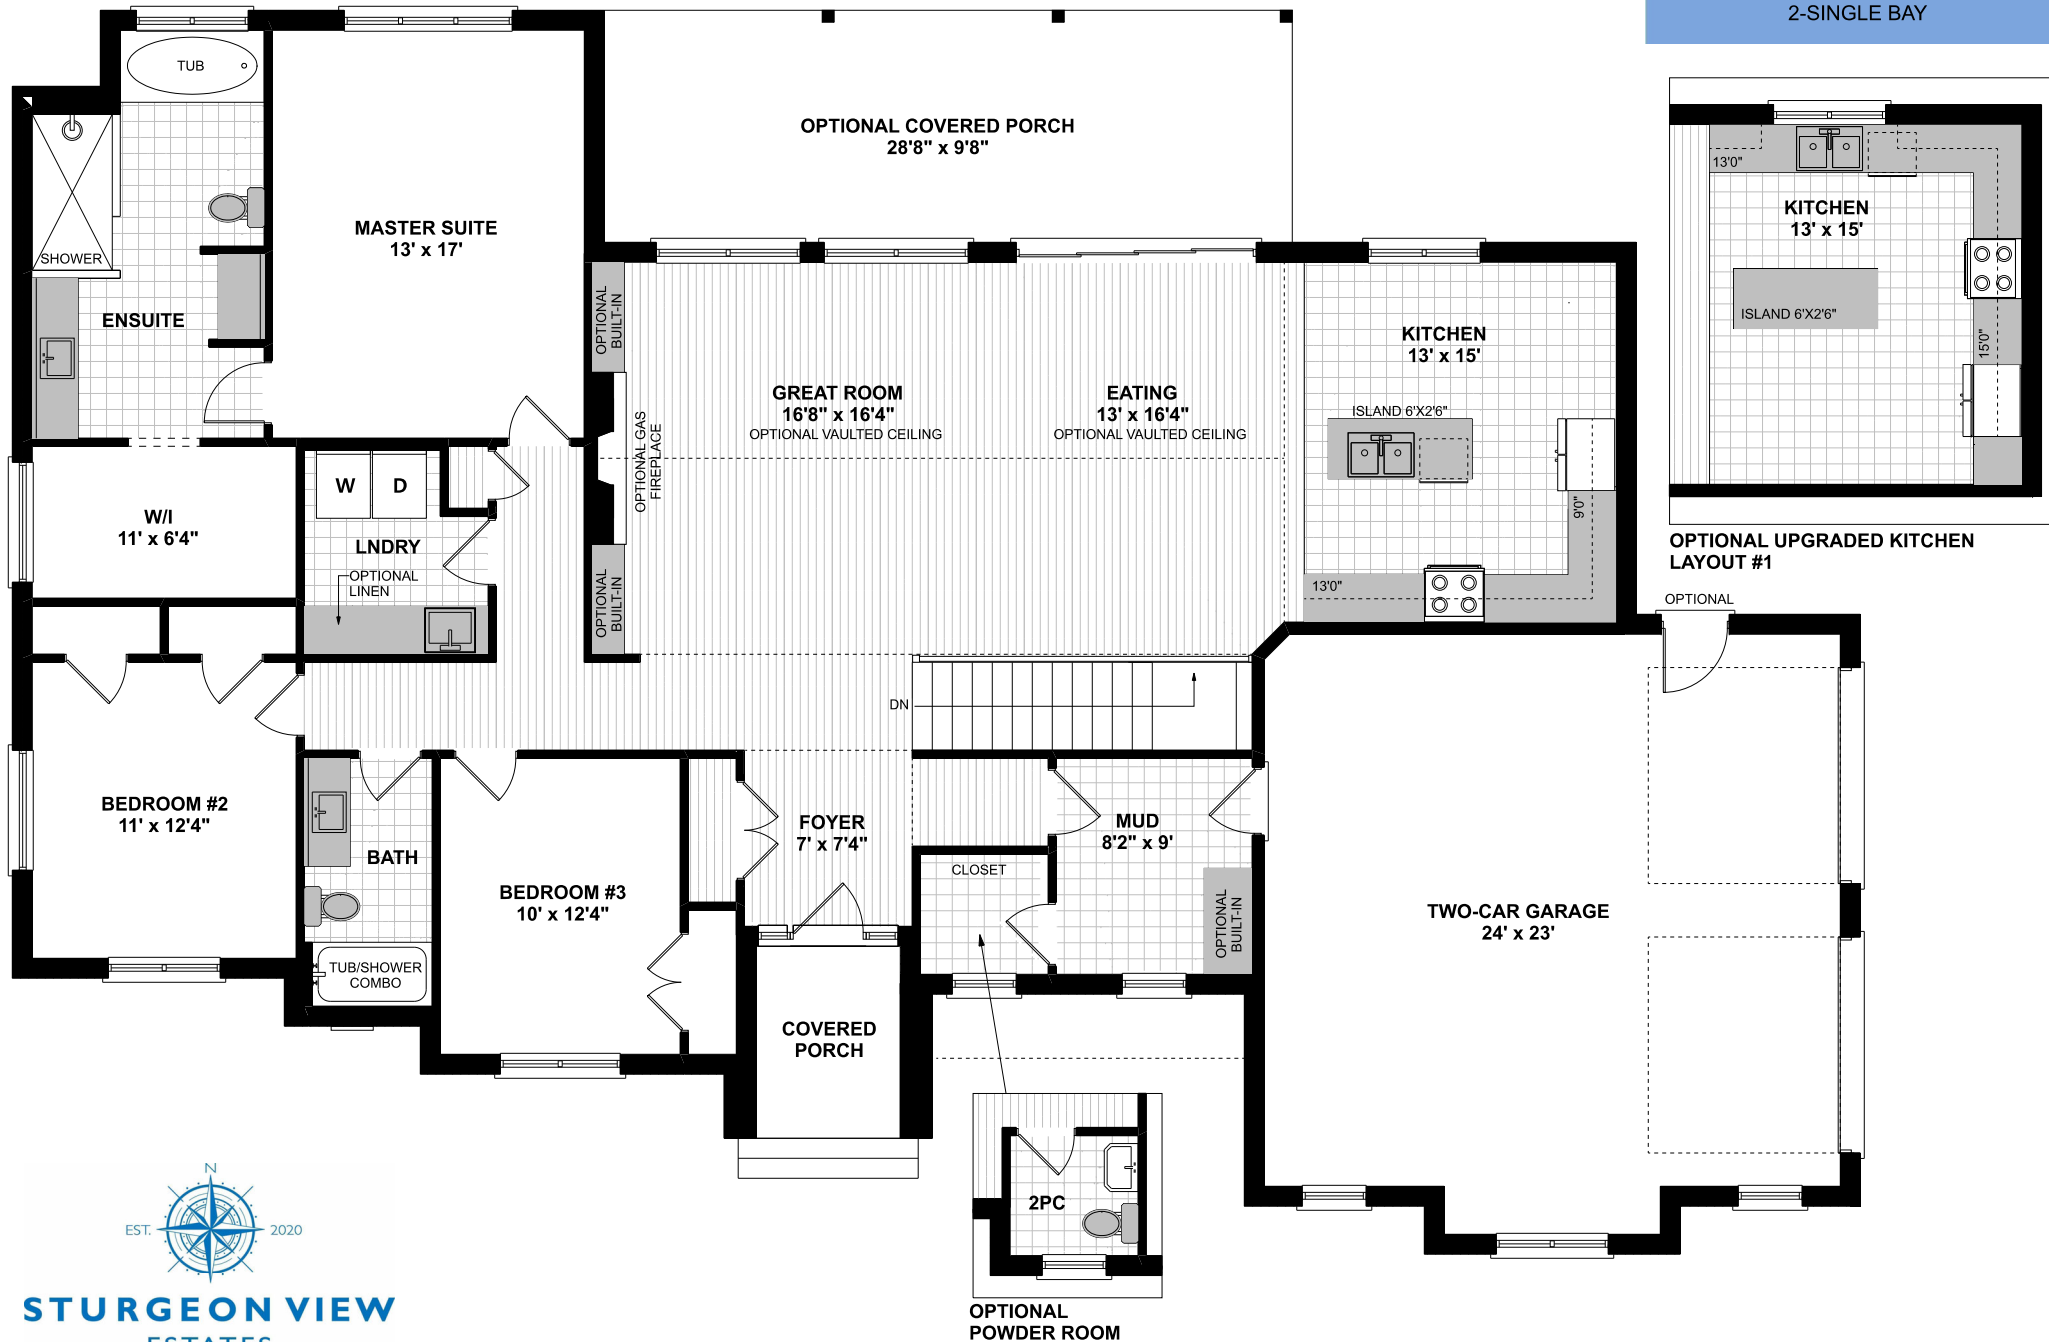 2-SINGLE BAY
TUB
OPTIONAL COVERED PORCH
28'8" x 9'8"
13'0"
KITCHEN
13' x 15'
ISLAND 6'X2'6"
15'0"
OPTIONAL UPGRADED KITCHEN
LAYOUT #1
MASTER SUITE
13' x 17'
SHOWER
ENSUITE
OPTIONAL
BUILT-IN
KITCHEN
13' x 15'
GREAT ROOM
16'8" x 16'4"
OPTIONAL VAULTED CEILING
EATING
13' x 16'4"
OPTIONAL VAULTED CEILING
ISLAND 6'X2'6"
OPTIONAL GAS
FIREPLACE
9'0"
13'0"
W
D
W/I
11' x 6'4"
LNDRY
OPTIONAL
LINEN
OPTIONAL
BUILT-IN
OPTIONAL
DN
BEDROOM #2
11' x 12'4"
BATH
BEDROOM #3
10' x 12'4"
FOYER
7' x 7'4"
MUD
8'2" x 9'
CLOSET
OPTIONAL
BUILT-IN
TWO-CAR GARAGE
24' x 23'
TUB/SHOWER
COMBO
COVERED
PORCH
2PC
OPTIONAL
POWDER ROOM
N
EST.
2020
STURGEON VIEW
ESTATES